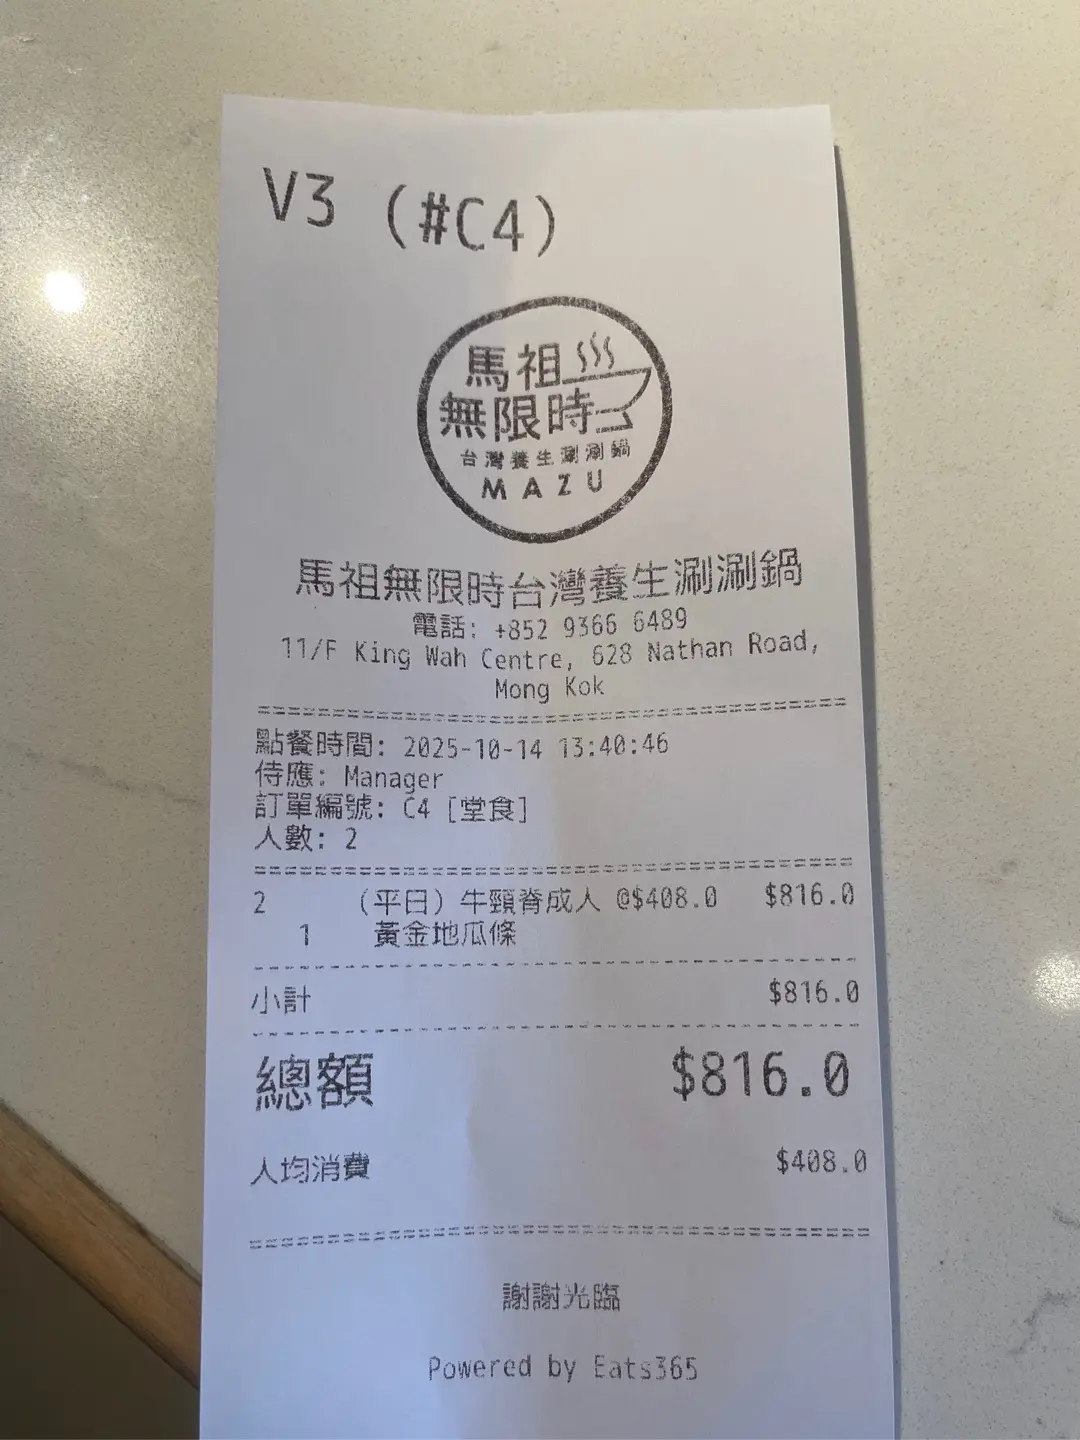 V3 (#C4)
馬祖
無限時
台灣養生涮涮鍋
MAZU
馬祖無限時台灣養生涮涮鍋
電話: +852 9366 6489
11/F King Wah Centre, 628 Nathan Road,
Mong Kok
點餐時間: 2025-10-14 13:40:46
侍應: Manager
訂單編號: C4 [堂食]
人數: 2
2 (平日) 牛頸脊成人 @$408.0 $816.0
1 黃金地瓜條
小計 $816.0
總額 $816.0
人均消費 $408.0
謝謝光臨
Powered by Eats365